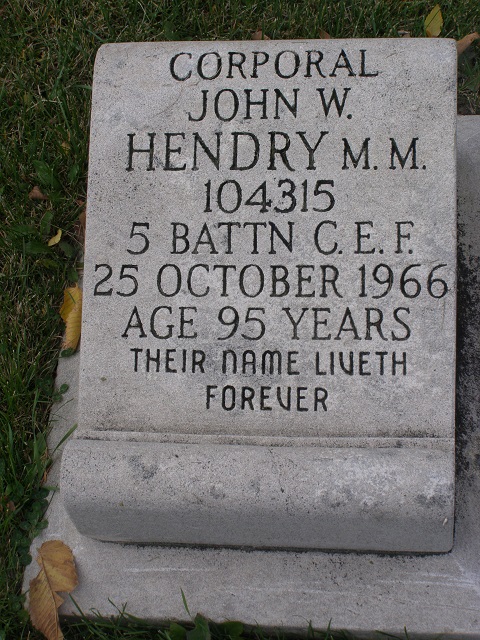 CORPORAL
JOHN W.
HENDRY M.M.
104315
5 BATTN C.E.F.
25 OCTOBER 1966
AGE 95 YEARS
THEIR NAME LIVETH
FOREVER